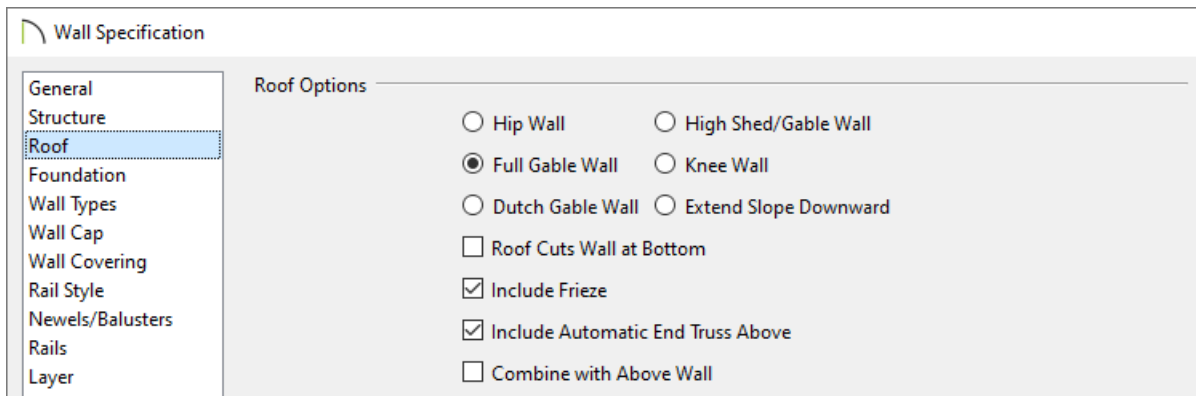 Wall Specification
General
Structure
Roof
Foundation
Wall Types
Wall Cap
Wall Covering
Rail Style
Newels/Balusters
Rails
Layer
Roof Options
Hip Wall
High Shed/Gable Wall
Full Gable Wall
Knee Wall
Dutch Gable Wall
Extend Slope Downward
Roof Cuts Wall at Bottom
Include Frieze
Include Automatic End Truss Above
Combine with Above Wall